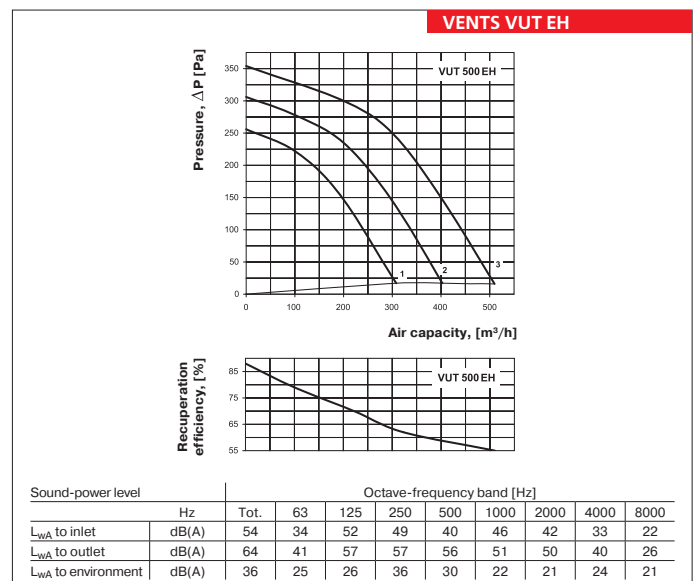 VENTS VUT EH
Pressure, ΔP [Pa]
VUT 500 EH
350
300
250
200
150
100
50
0
1
2
3
0 100 200 300 400 500
Air capacity, [m³/h]
Recuperation
efficiency, [%]
VUT 500 EH
85
75
65
55
Sound-power level Octave-frequency band [Hz]
Hz Tot. 63 125 250 500 1000 2000 4000 8000
LwA to inlet dB(A) 54 34 52 49 40 46 42 33 22
LwA to outlet dB(A) 64 41 57 57 56 51 50 40 26
LwA to environment dB(A) 36 25 26 36 30 22 21 24 21